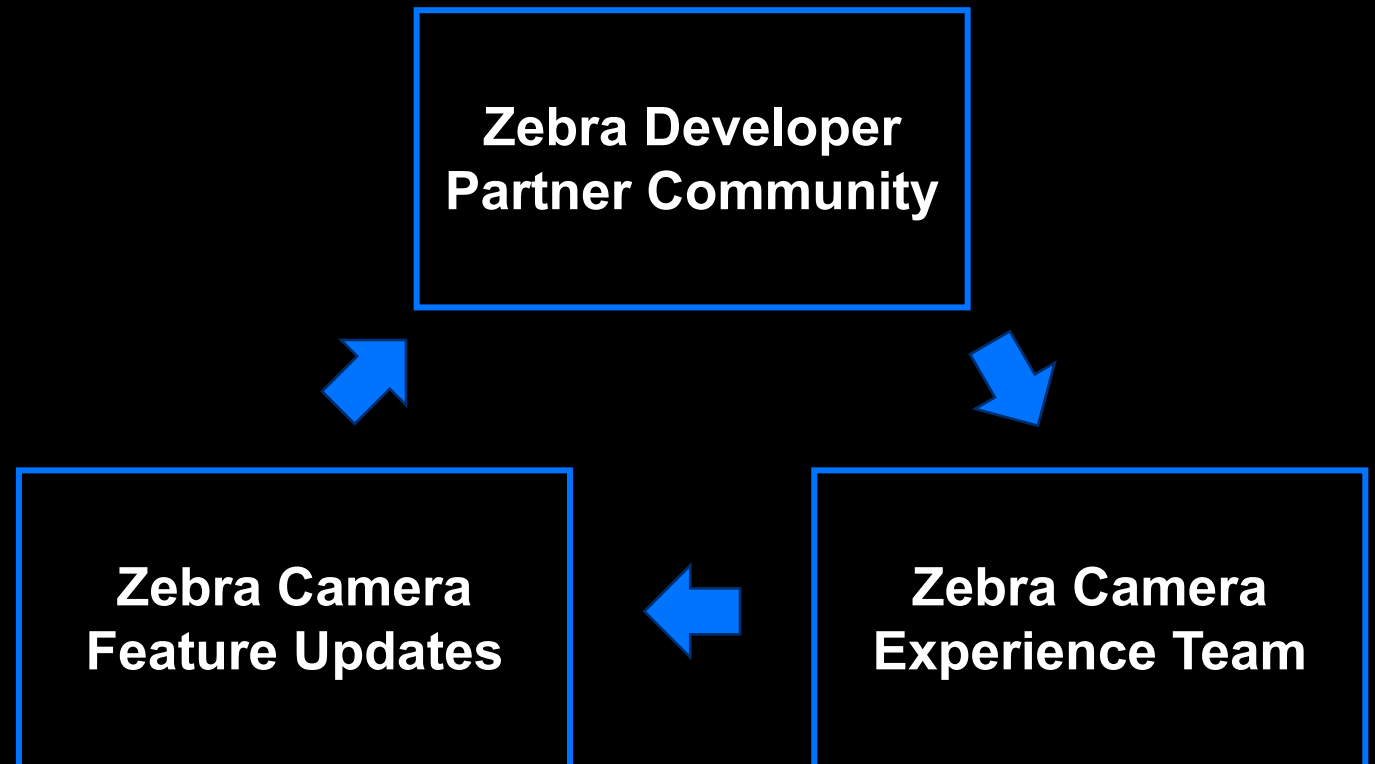 Zebra Developer
Partner Community
Zebra Camera
Feature Updates
Zebra Camera
Experience Team